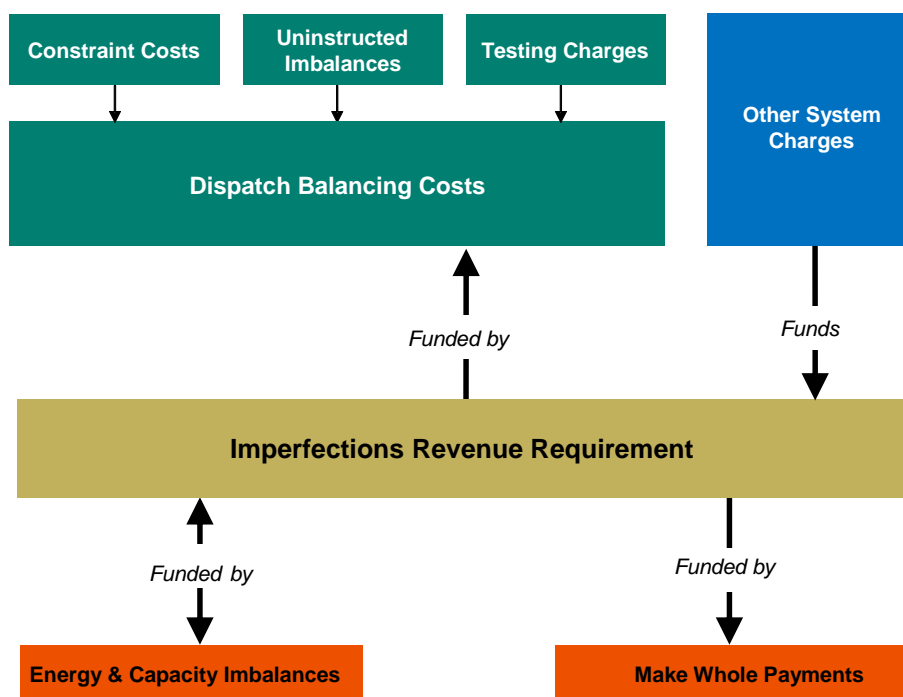 Constraint Costs
Uninstructed
Imbalances
Testing Charges
Other System
Charges
Dispatch Balancing Costs
Funded by
Funds
Imperfections Revenue Requirement
Funded by
Funded by
Energy & Capacity Imbalances
Make Whole Payments